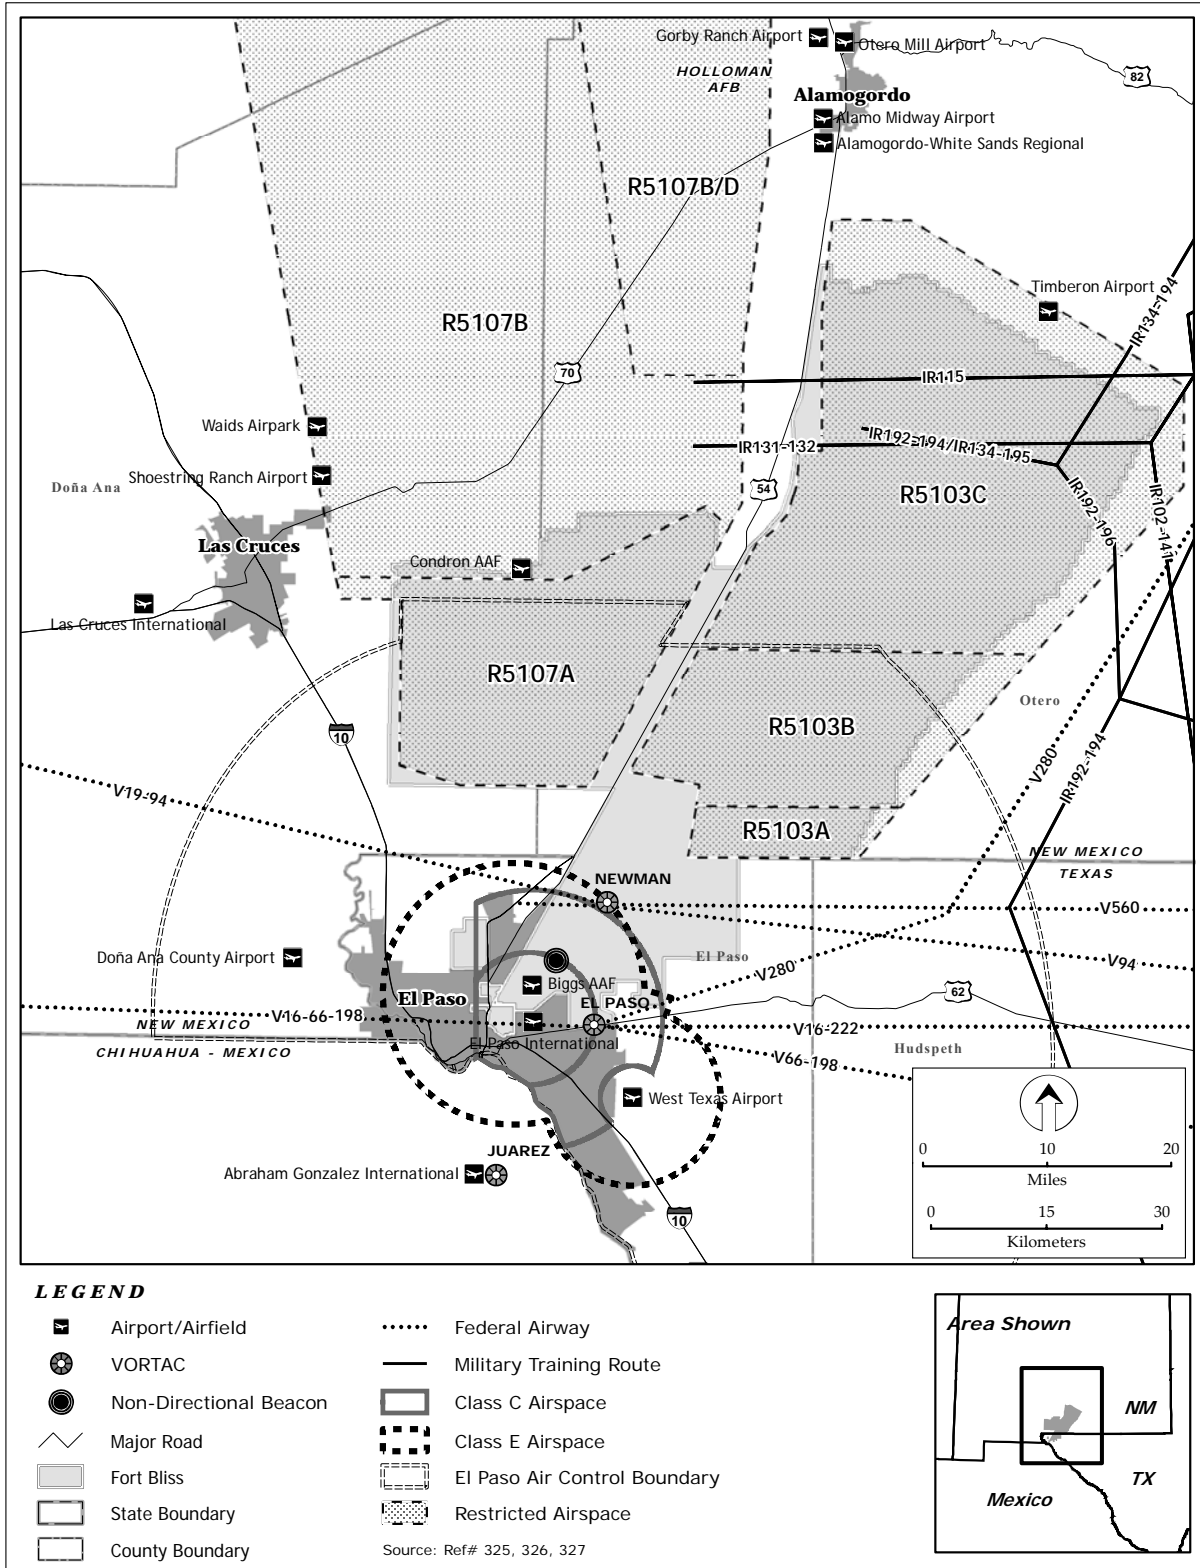 Gorby Ranch Airport
Otero Mill Airport
HOLLOMAN
AFB
82
Alamogordo
Alamo Midway Airport
Alamogordo-White Sands Regional
R5107B/D
Timberon Airport
IR134-194
R5107B
70
IR115
Waids Airpark
IR131-132
IR192-194/IR134-195
Shoestring Ranch Airport
Doña Ana
54
R5103C
IR192-196
IR102-141
Las Cruces
Condron AAF
Las Cruces International
R5107A
Otero
R5103B
10
V280
IR192-194
V19-94
R5103A
NEW MEXICO
TEXAS
NEWMAN
V560
Doña Ana County Airport
El Paso
V94
V280
Biggs AAF
El Paso
EL PASO
62
V16-66-198
NEW MEXICO
V16-222
CHIHUAHUA - MEXICO
El Paso International
Hudspeth
V66-198
West Texas Airport
JUAREZ
Abraham Gonzalez International
10
0 10 20
Miles
0 15 30
Kilometers
LEGEND
Airport/Airfield
VORTAC
Non-Directional Beacon
Major Road
Fort Bliss
State Boundary
County Boundary
Federal Airway
Military Training Route
Class C Airspace
Class E Airspace
El Paso Air Control Boundary
Restricted Airspace
Source: Ref# 325, 326, 327
Area Shown
NM
TX
Mexico